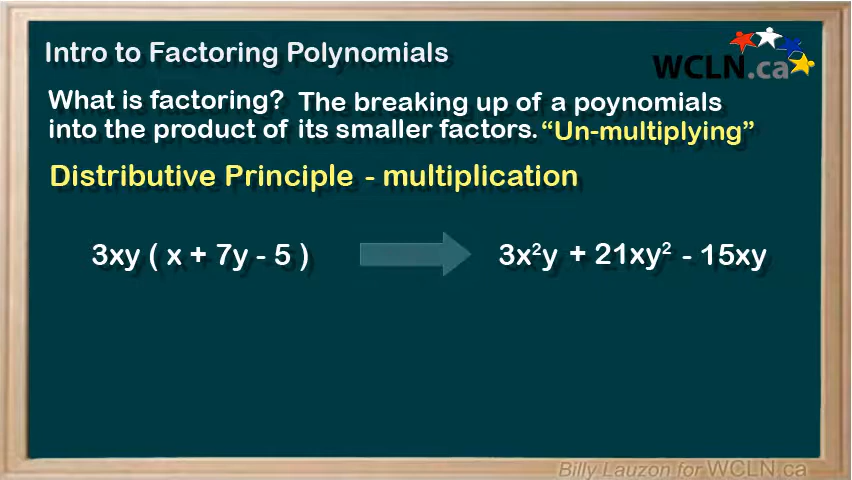 Intro to Factoring Polynomials
WCLN.ca
What is factoring? The breaking up of a poynomials
into the product of its smaller factors. “Un-multiplying”
Distributive Principle - multiplication
3xy ( x + 7y - 5 ) 3x²y + 21xy² - 15xy
Billy Lauzon for WCLN.ca